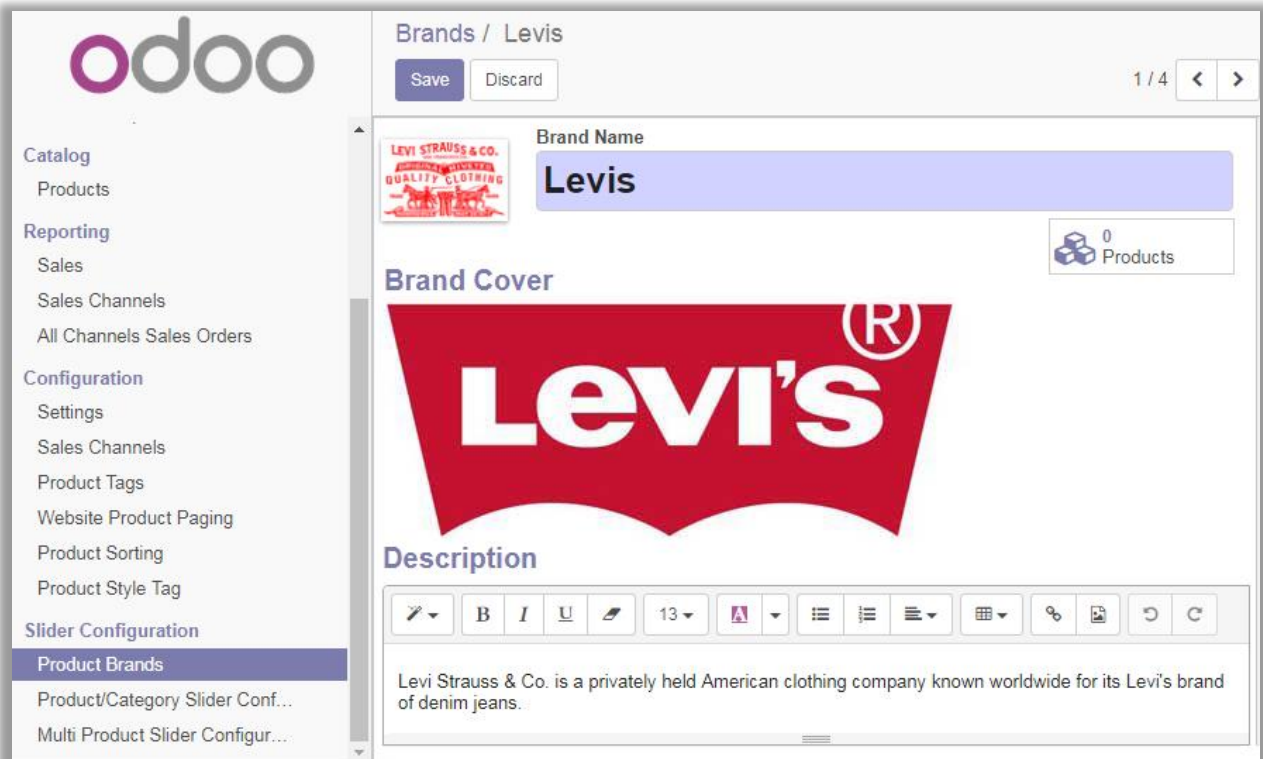 odoo
Catalog
Products
Reporting
Sales
Sales Channels
All Channels Sales Orders
Configuration
Settings
Sales Channels
Product Tags
Website Product Paging
Product Sorting
Product Style Tag
Slider Configuration
Product Brands
Product/Category Slider Conf...
Multi Product Slider Configur...
Brands / Levis
Save Discard
1 / 4
LEVI STRAUSS & CO.
ORIGINAL RIVETED
QUALITY CLOTHING
Brand Name
Levis
0
Products
Brand Cover
LEVI'S ®
Description
B I U 13 A
Levi Strauss & Co. is a privately held American clothing company known worldwide for its Levi's brand
of denim jeans.